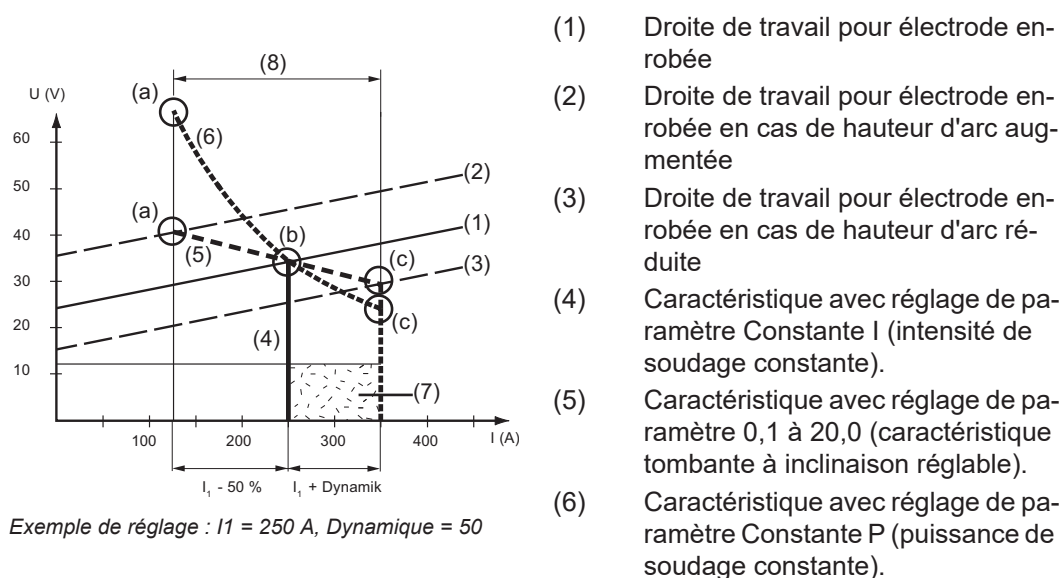 (8)
U (V)
(a)
(6)
60
50
(2)
(a)
40
(b)
(1)
(5)
(c)
30
(3)
20
(c)
(4)
10
(7)
100
200
300
400
I (A)
I1 - 50 %
I1 + Dynamik
Exemple de réglage : I1 = 250 A, Dynamique = 50
(1) Droite de travail pour électrode en-
robée
(2) Droite de travail pour électrode en-
robée en cas de hauteur d'arc aug-
mentée
(3) Droite de travail pour électrode en-
robée en cas de hauteur d'arc ré-
duite
(4) Caractéristique avec réglage de pa-
ramètre Constante I (intensité de
soudage constante).
(5) Caractéristique avec réglage de pa-
ramètre 0,1 à 20,0 (caractéristique
tombante à inclinaison réglable).
(6) Caractéristique avec réglage de pa-
ramètre Constante P (puissance de
soudage constante).